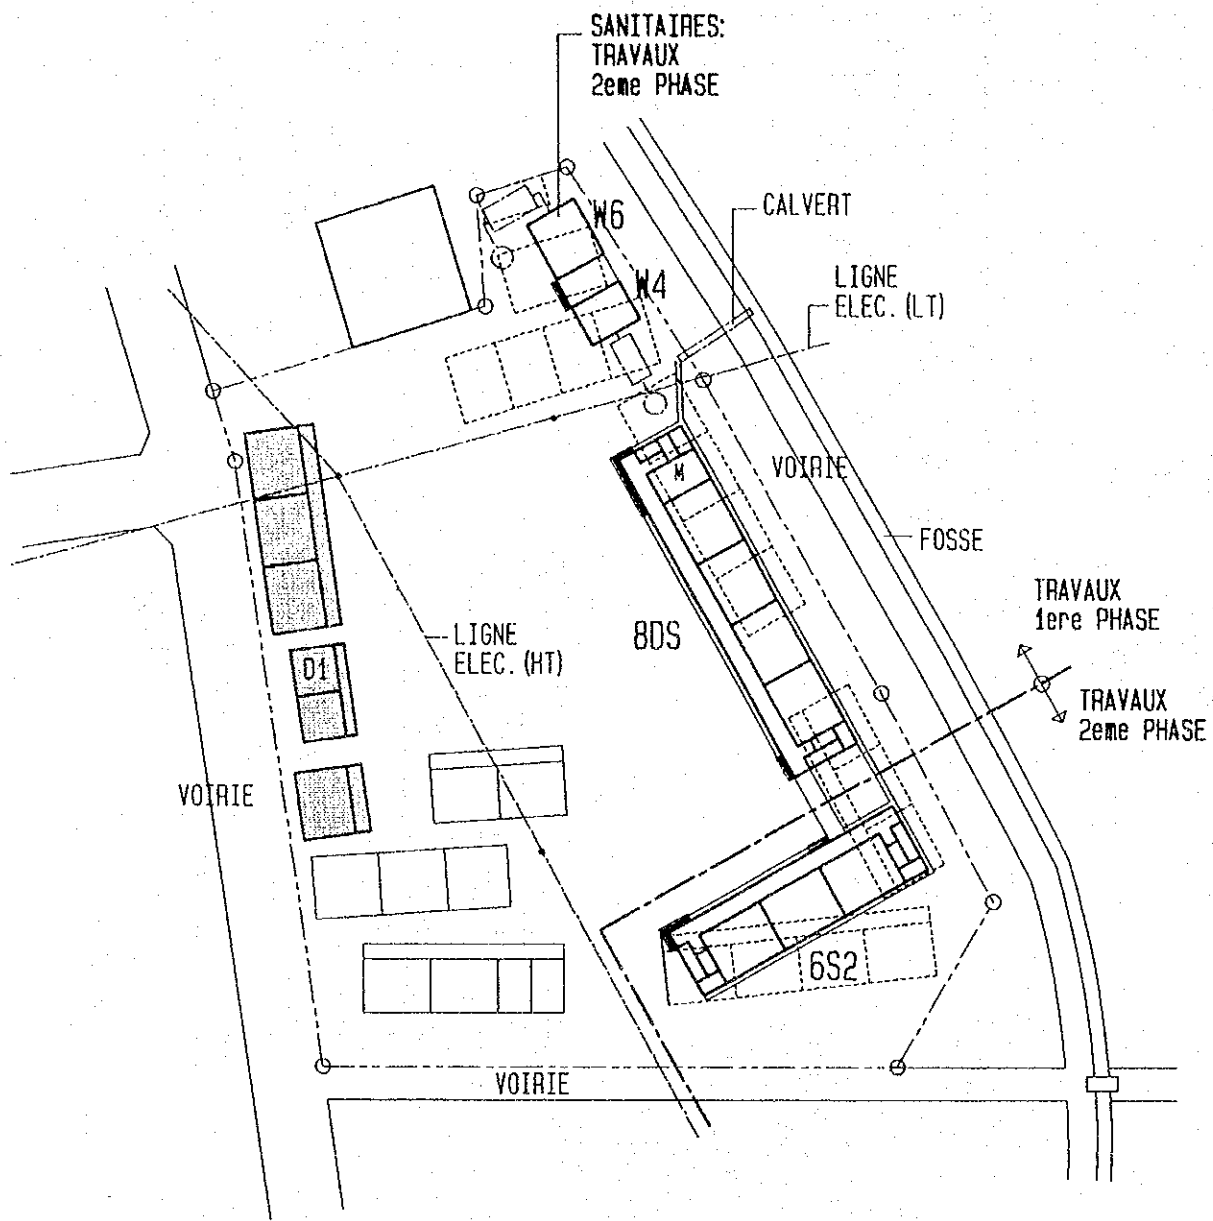 SANITAIRES:
TRAVAUX
2eme PHASE
W6
CALVERT
W4
LIGNE
ELEC. (LT)
M
VOIRIE
FOSSE
TRAVAUX
1ere PHASE
8DS
LIGNE
ELEC. (HT)
D1
TRAVAUX
2eme PHASE
VOIRIE
6S2
VOIRIE